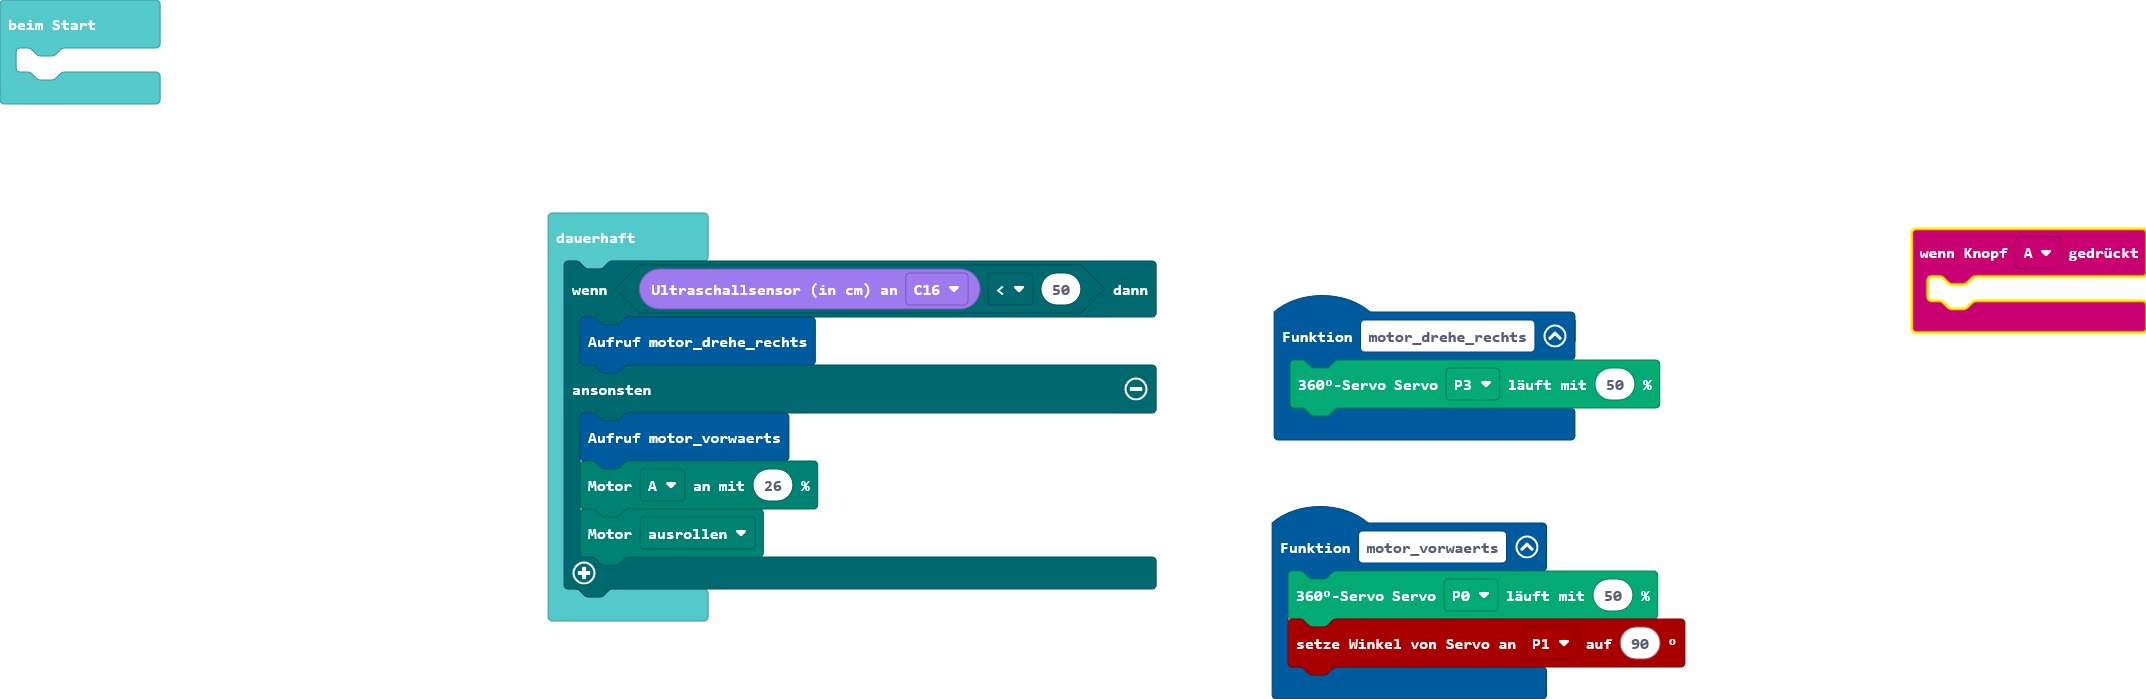 beim Start
dauerhaft
wenn Ultraschallsensor (in cm) an C16 < 50 dann
Aufruf motor_drehe_rechts
ansonsten
Aufruf motor_vorwaerts
Motor A an mit 26 %
Motor ausrollen
Funktion motor_drehe_rechts
360°-Servo Servo P3 läuft mit 50 %
Funktion motor_vorwaerts
360°-Servo Servo P0 läuft mit 50 %
setze Winkel von Servo an P1 auf 90 °
wenn Knopf A gedrückt